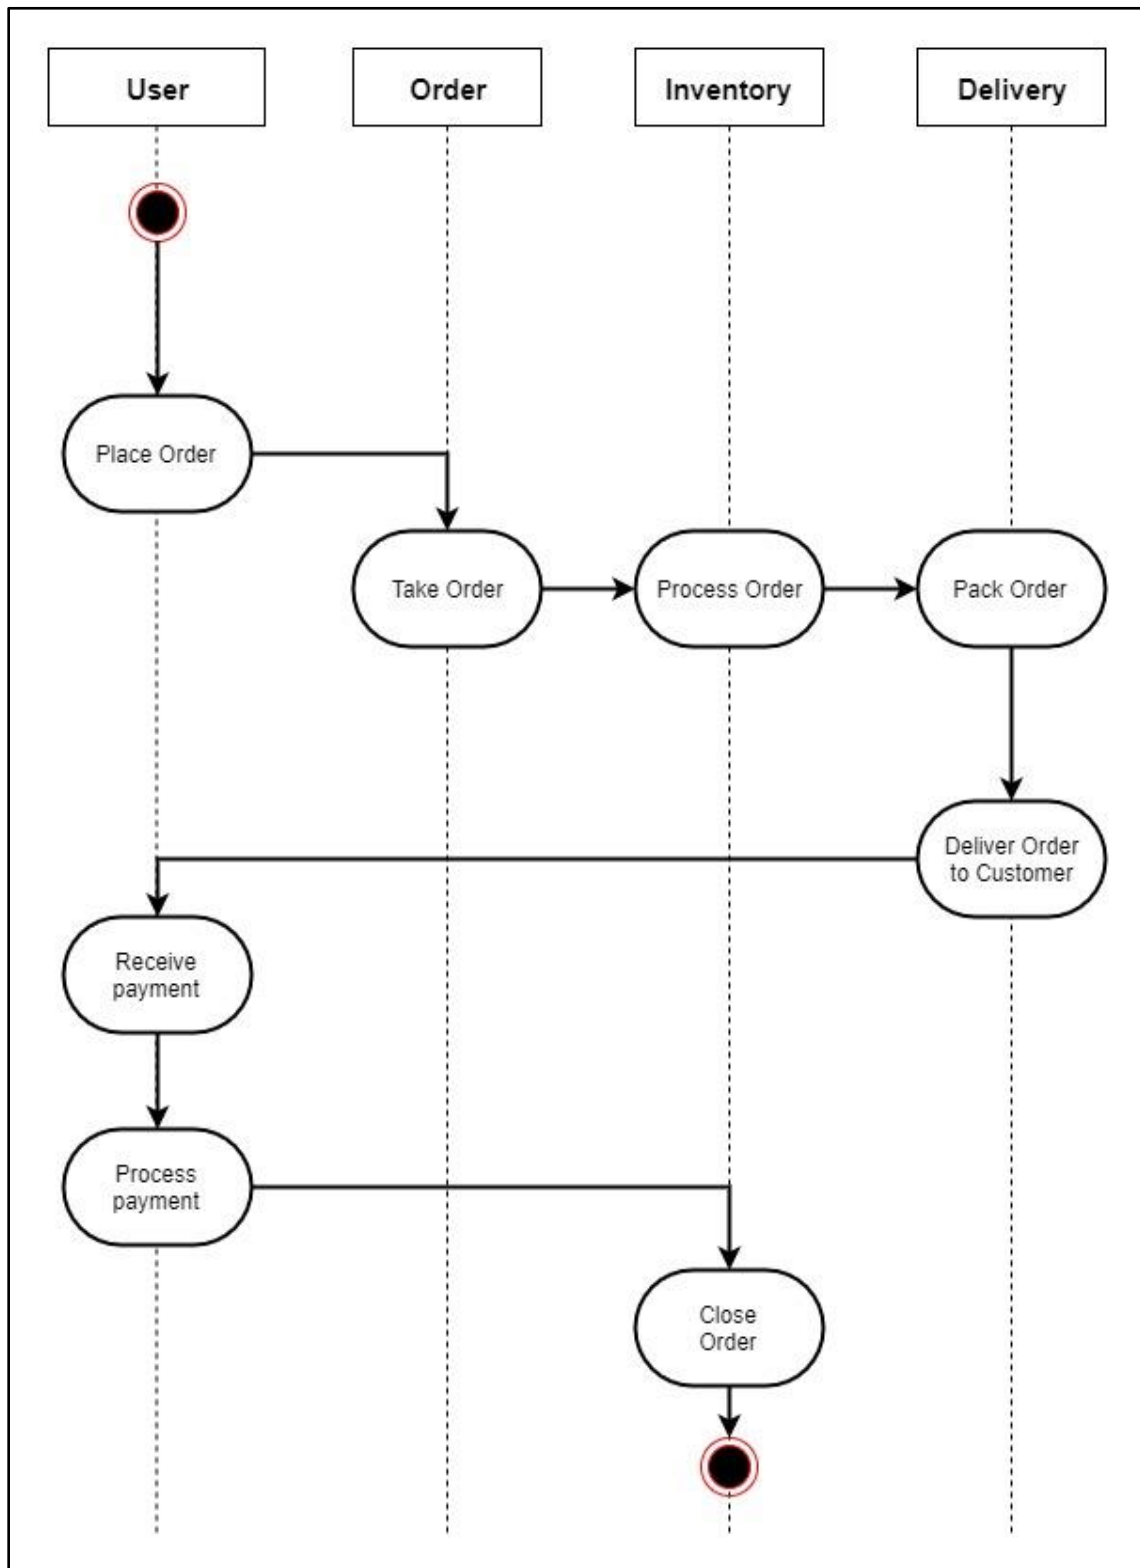 User
Order
Inventory
Delivery
Place Order
Take Order
Process Order
Pack Order
Deliver Order
to Customer
Receive
payment
Process
payment
Close
Order